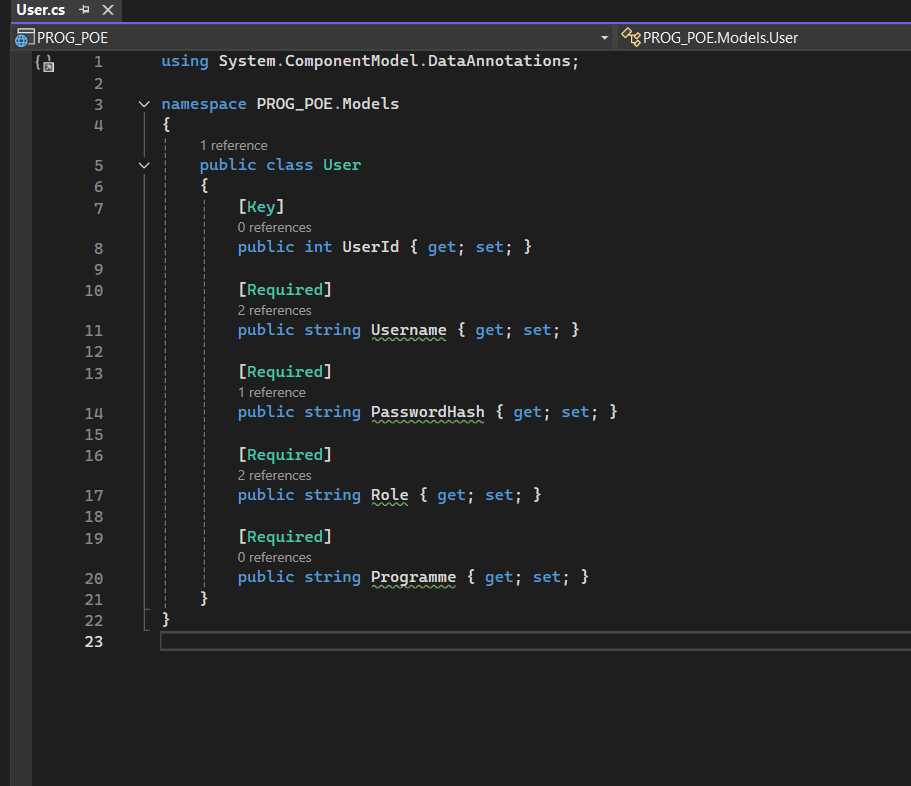 User.cs
PROG_POE
PROG_POE.Models.User
1 using System.ComponentModel.DataAnnotations;
2
3 namespace PROG_POE.Models
4 {
1 reference
5 public class User
6 {
7 [Key]
0 references
8 public int UserId { get; set; }
9
10 [Required]
2 references
11 public string Username { get; set; }
12
13 [Required]
1 reference
14 public string PasswordHash { get; set; }
15
16 [Required]
2 references
17 public string Role { get; set; }
18
19 [Required]
0 references
20 public string Programme { get; set; }
21 }
22 }
23